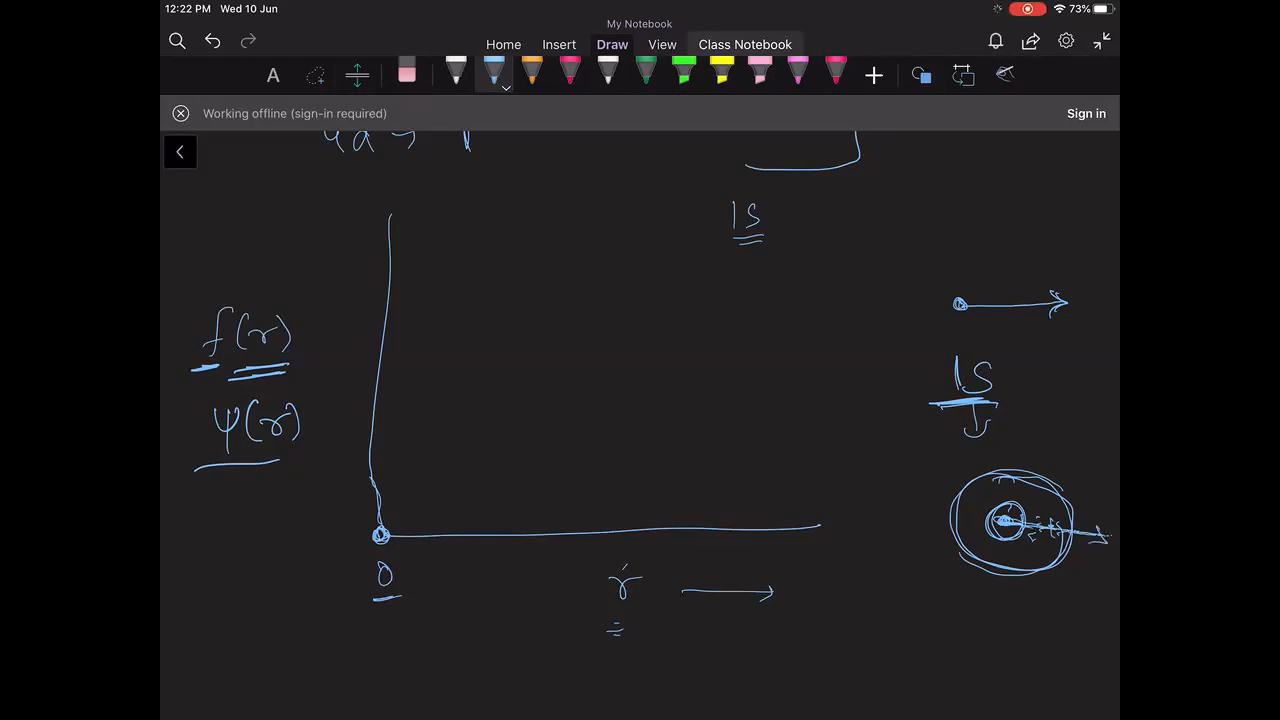 12:22 PM Wed 10 Jun
73%
My Notebook
Home Insert Draw View Class Notebook
A
Working offline (sign-in required)
Sign in
1s
f(r)
1s
ψ(r)
0
r